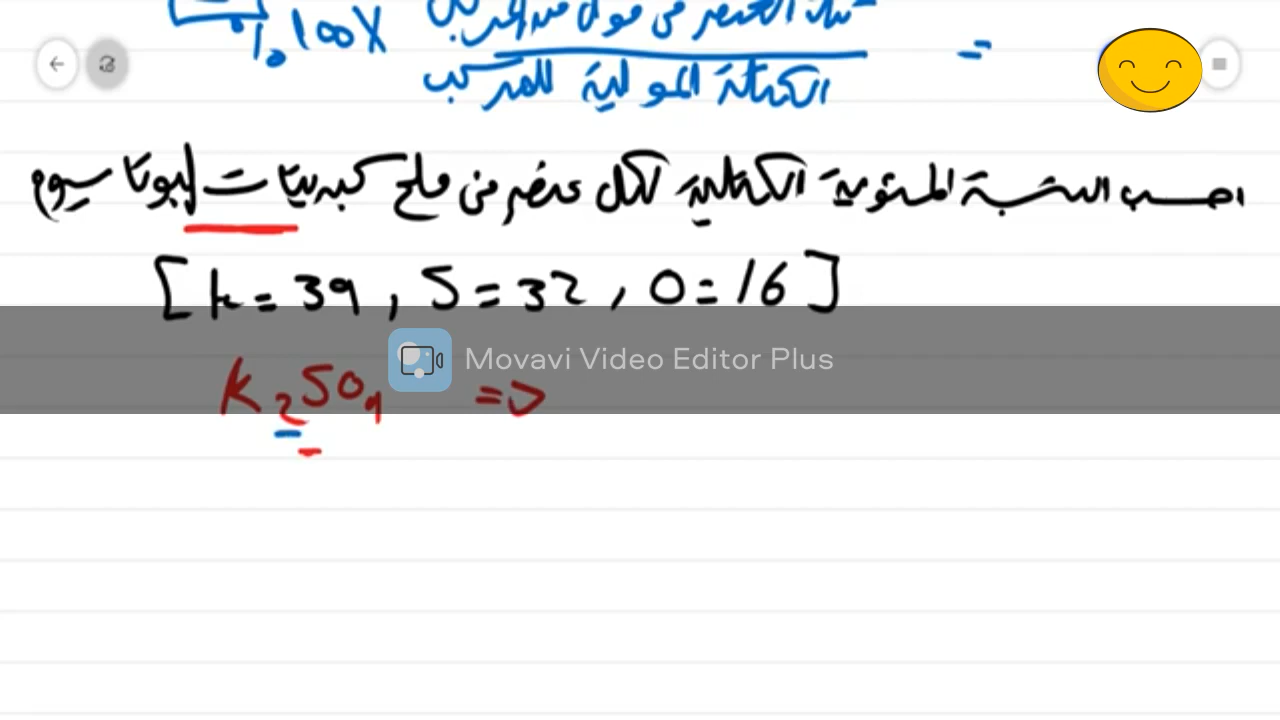 كتلة العنصر في مول من المركب × 100 %
= الكتلة المولية للمركب
احسب النسبة المئوية الكتلية لكل عنصر في ملح كبريتات البوتاسيوم
[k = 39 , S = 32 , O = 16]
Movavi Video Editor Plus
K2SO4 =>